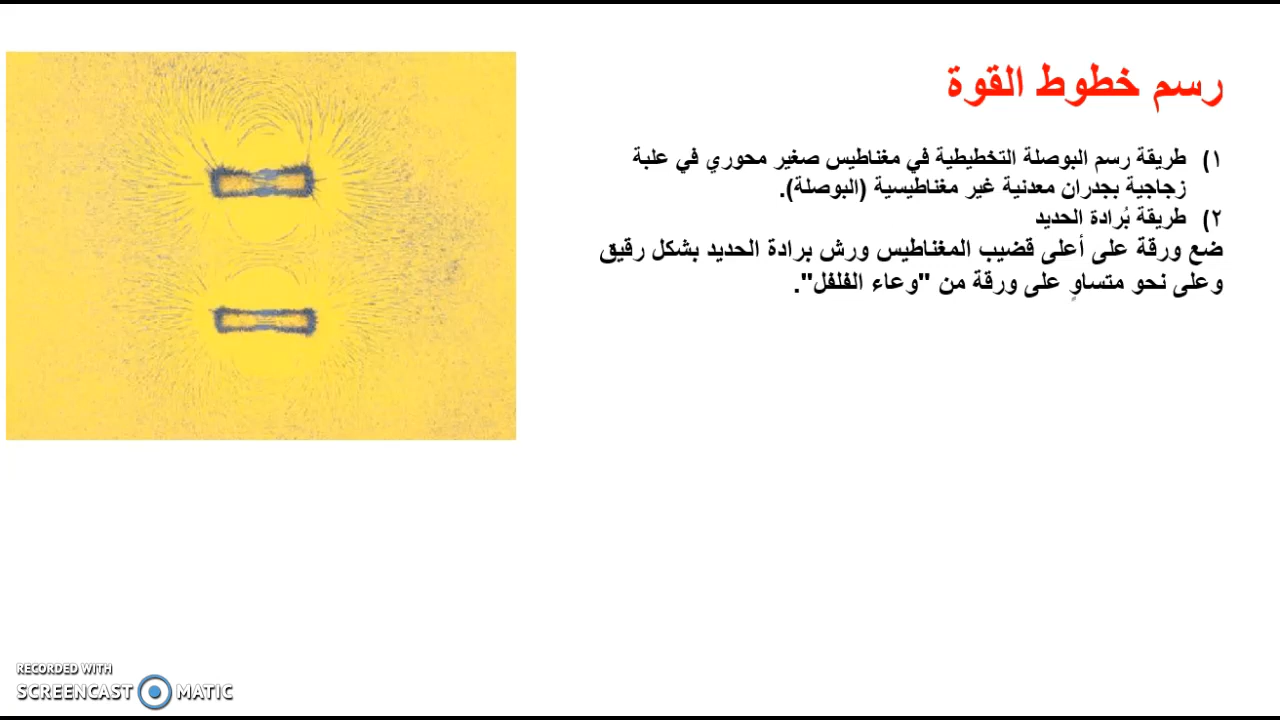 رسم خطوط القوة
١) طريقة رسم البوصلة التخطيطية في مغناطيس صغير محوري في علبة
زجاجية بجدران معدنية غير مغناطيسية (البوصلة).
٢) طريقة بُرادة الحديد
ضع ورقة على أعلى قضيب المغناطيس ورش برادة الحديد بشكل رقيق
وعلى نحو متساوٍ على ورقة من "وعاء الفلفل".
RECORDED WITH
SCREENCAST MATIC